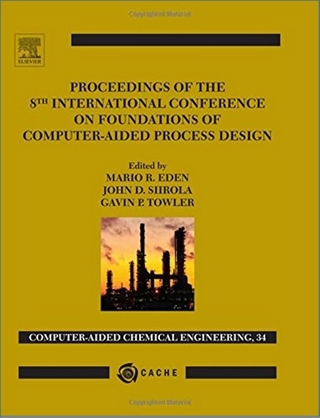 ELSEVIER
PROCEEDINGS OF THE
8TH INTERNATIONAL CONFERENCE
ON FOUNDATIONS OF
COMPUTER-AIDED PROCESS DESIGN
Edited by
MARIO R. EDEN
JOHN D. SIIROLA
GAVIN P. TOWLER
COMPUTER-AIDED CHEMICAL ENGINEERING, 34
CACHE